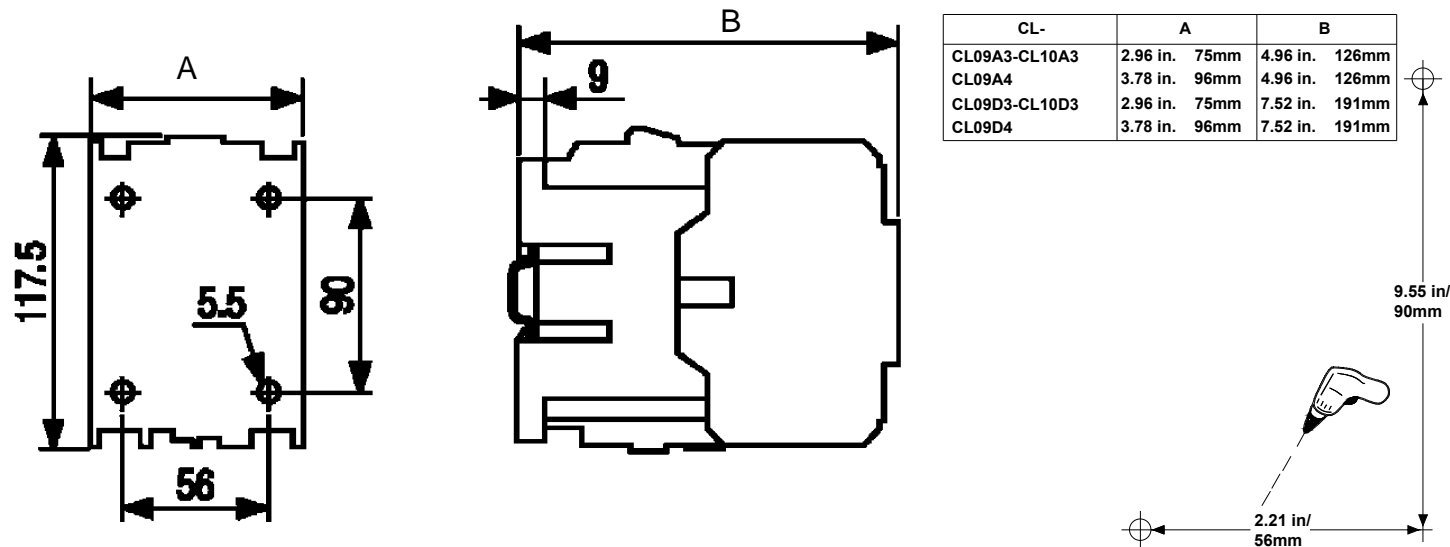 A
117.5
5.5
90
56
B
9
CL- A B
CL09A3-CL10A3 2.96 in. 75mm 4.96 in. 126mm
CL09A4 3.78 in. 96mm 4.96 in. 126mm
CL09D3-CL10D3 2.96 in. 75mm 7.52 in. 191mm
CL09D4 3.78 in. 96mm 7.52 in. 191mm
9.55 in/
90mm
2.21 in/
56mm